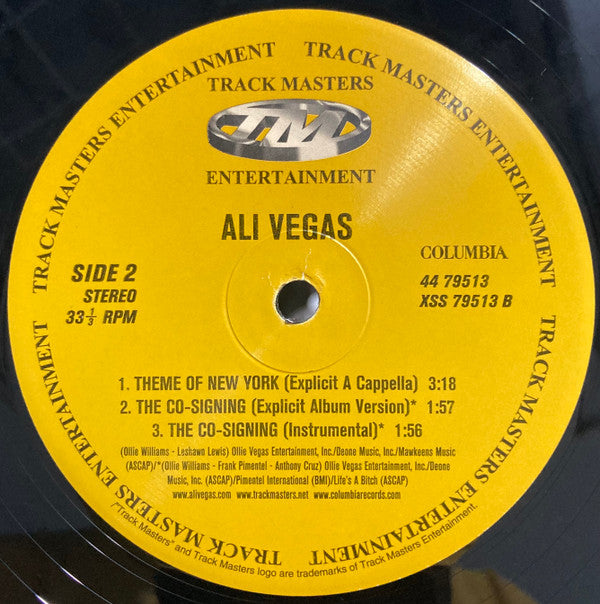 TRACK MASTERS ENTERTAINMENT
TRACK MASTERS ENTERTAINMENT
TRACK MASTERS
TM
ENTERTAINMENT
ALI VEGAS
SIDE 2
STEREO
33 1/3 RPM
COLUMBIA
44 79513
XSS 79513 B
1. THEME OF NEW YORK (Explicit A Cappella) 3:18
2. THE CO-SIGNING (Explicit Album Version)* 1:57
3. THE CO-SIGNING (Instrumental)* 1:56
(Ollie Williams - Leshawn Lewis) Ollie Vegas Entertainment, Inc./Deone Music, Inc./Mawkeens Music
(ASCAP)/*(Ollie Williams - Frank Pimentel - Anthony Cruz) Ollie Vegas Entertainment, Inc./Deone
Music, Inc. (ASCAP)/Pimentel International (BMI)/Life's A Bitch (ASCAP)
www.alivegas.com www.trackmasters.net www.columbiarecords.com
TRACK MASTERS ENTERTAINMENT
TRACK MASTERS ENTERTAINMENT
"Track Masters" and Track Masters logo are trademarks of Track Masters Entertainment.